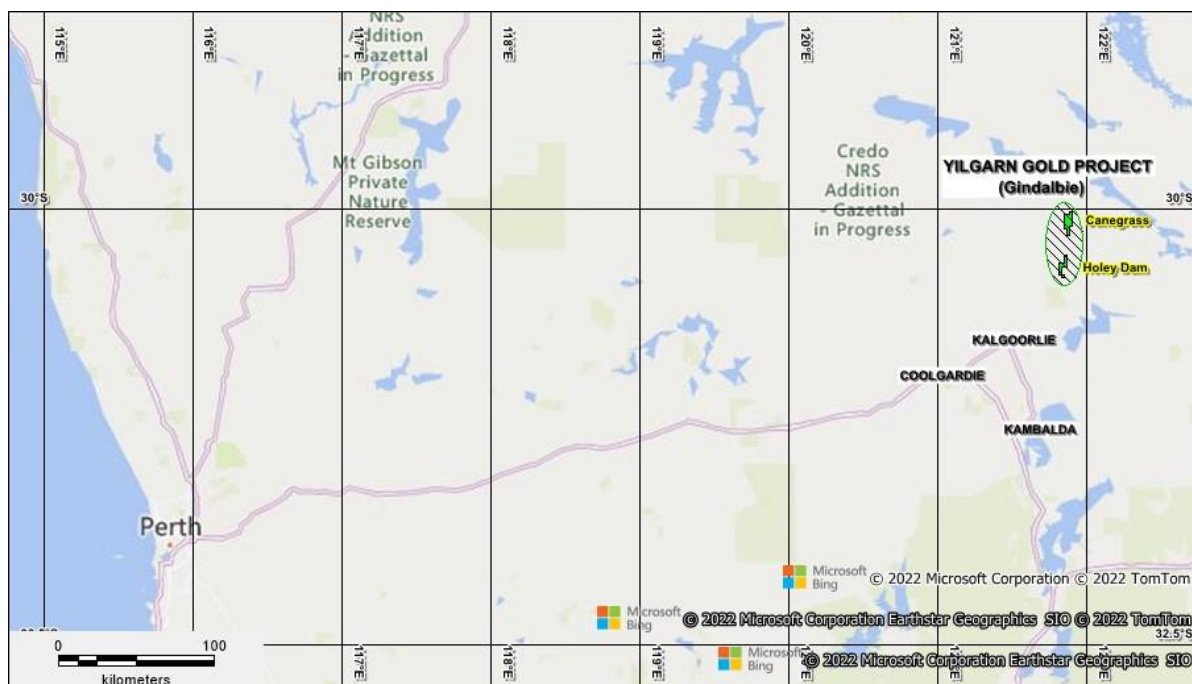 115°E
116°E
117°E
118°E
119°E
120°E
121°E
122°E
NRS
Addition
- Gazettal
in Progress
Mt Gibson
Private
Nature
Reserve
Credo
NRS
Addition
- Gazettal
in Progress
YILGARN GOLD PROJECT
(Gindalbie)
30°S
30°S
Canegrass
Holey Dam
KALGOORLIE
COOLGARDIE
KAMBALDA
Perth
Microsoft
Bing
© 2022 Microsoft Corporation © 2022 TomTom
Microsoft
Bing
© 2022 Microsoft Corporation Earthstar Geographics SIO © 2022 TomTom
32.5°S
0
100
kilometers
117°E
118°E
119°E
120°E
121°E
122°E
Microsoft
Bing
© 2022 Microsoft Corporation Earthstar Geographics SIO